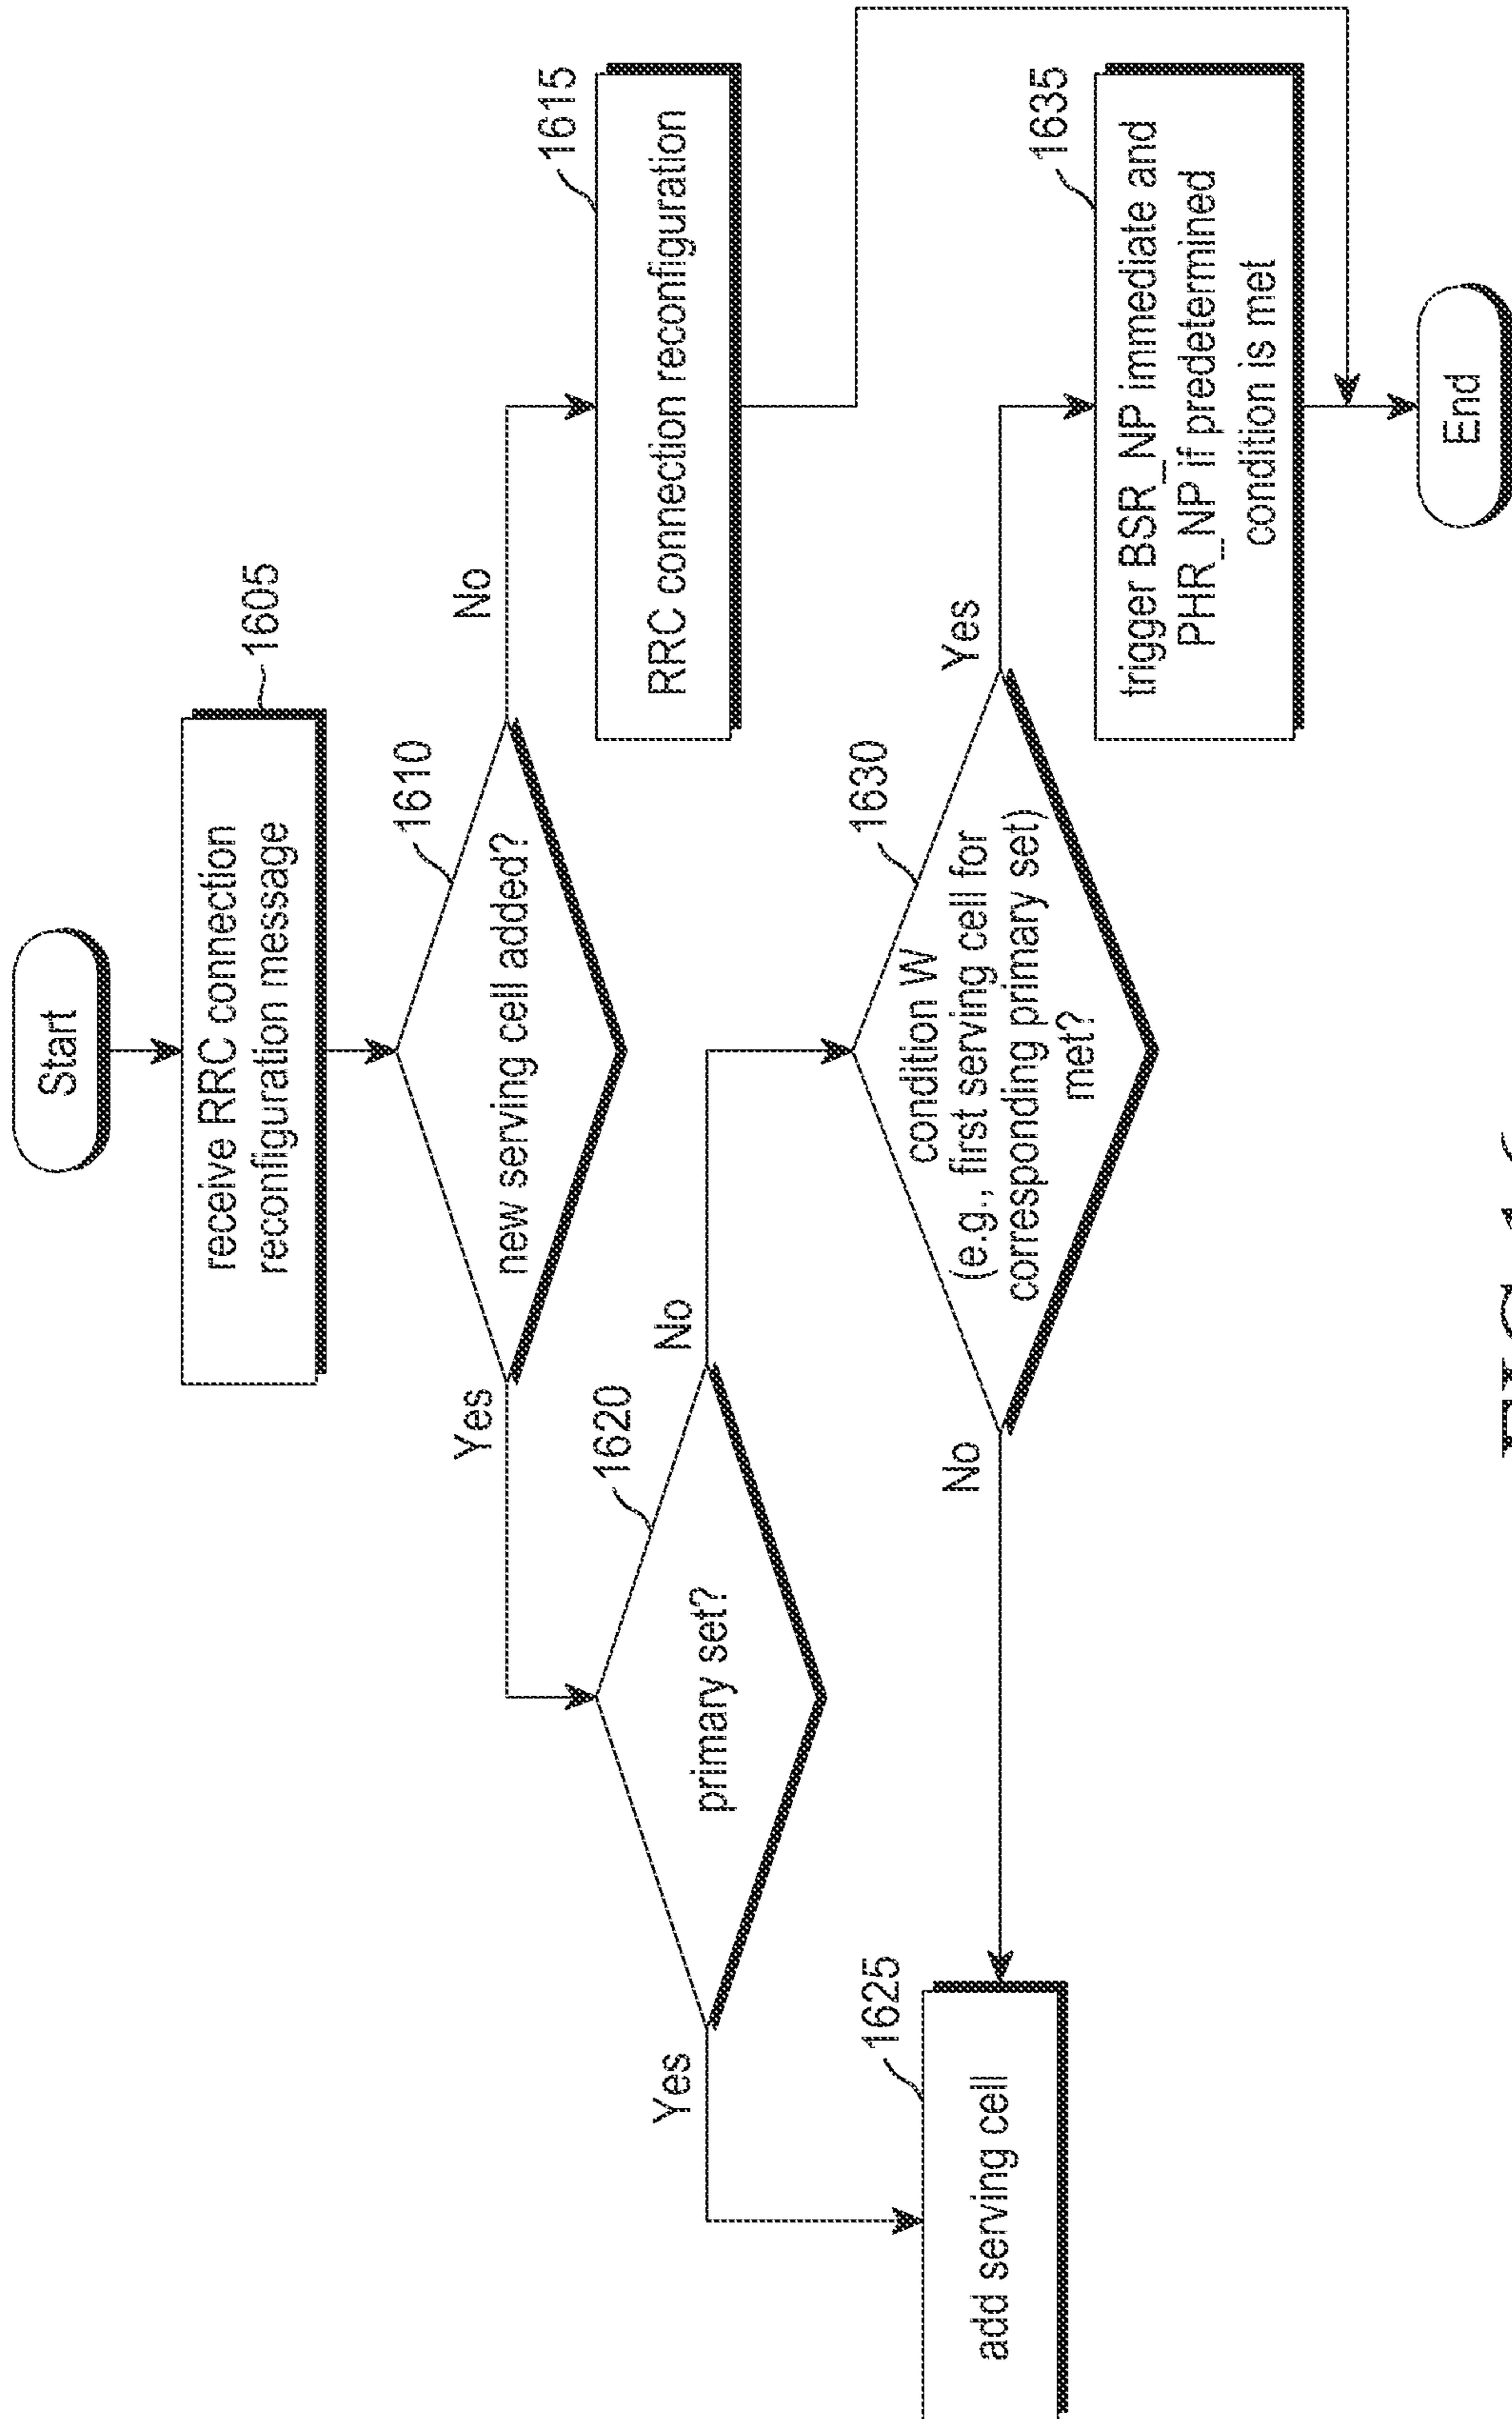 Start
1605
receive RRC connection
reconfiguration message
1610
new serving cell added?
Yes
No
1615
RRC connection reconfiguration
1620
primary set?
Yes
No
1625
add serving cell
1630
condition W
(e.g., first serving cell for
corresponding primary set)
met?
No
Yes
1635
trigger BSR_NP immediate and
PHR_NP if predetermined
condition is met
End